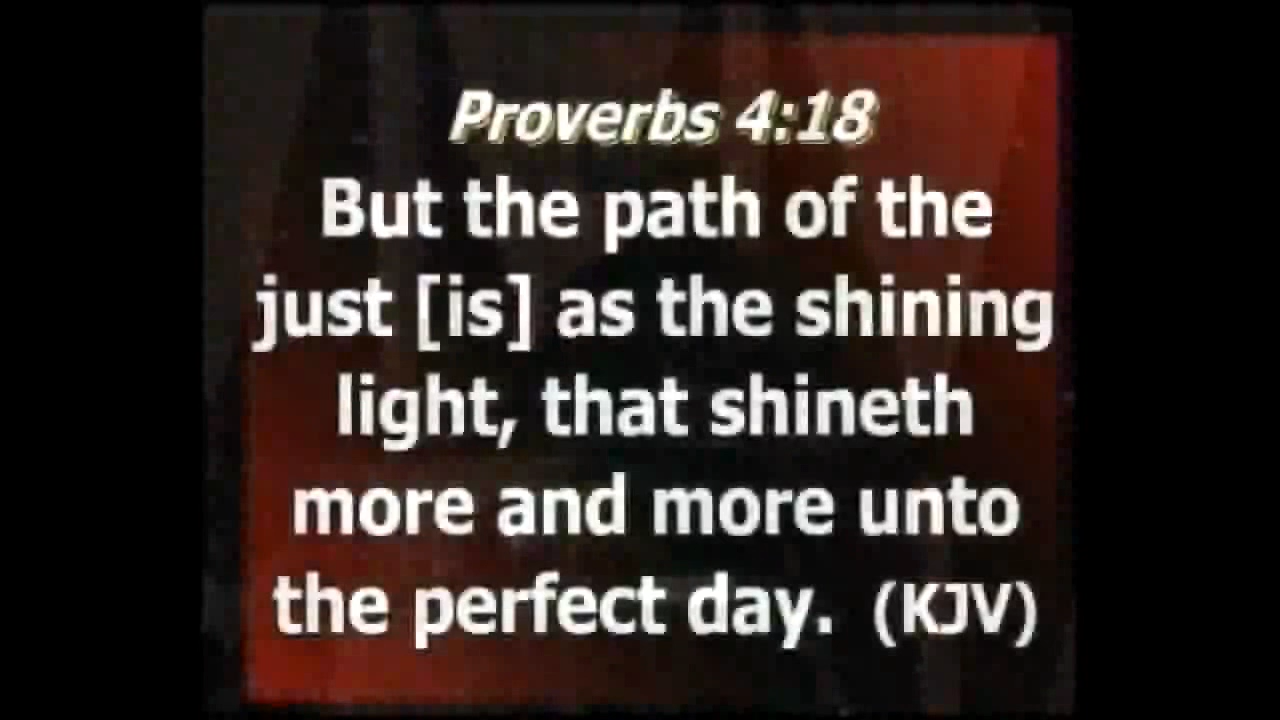 Proverbs 4:18
But the path of the
just [is] as the shining
light, that shineth
more and more unto
the perfect day. (KJV)